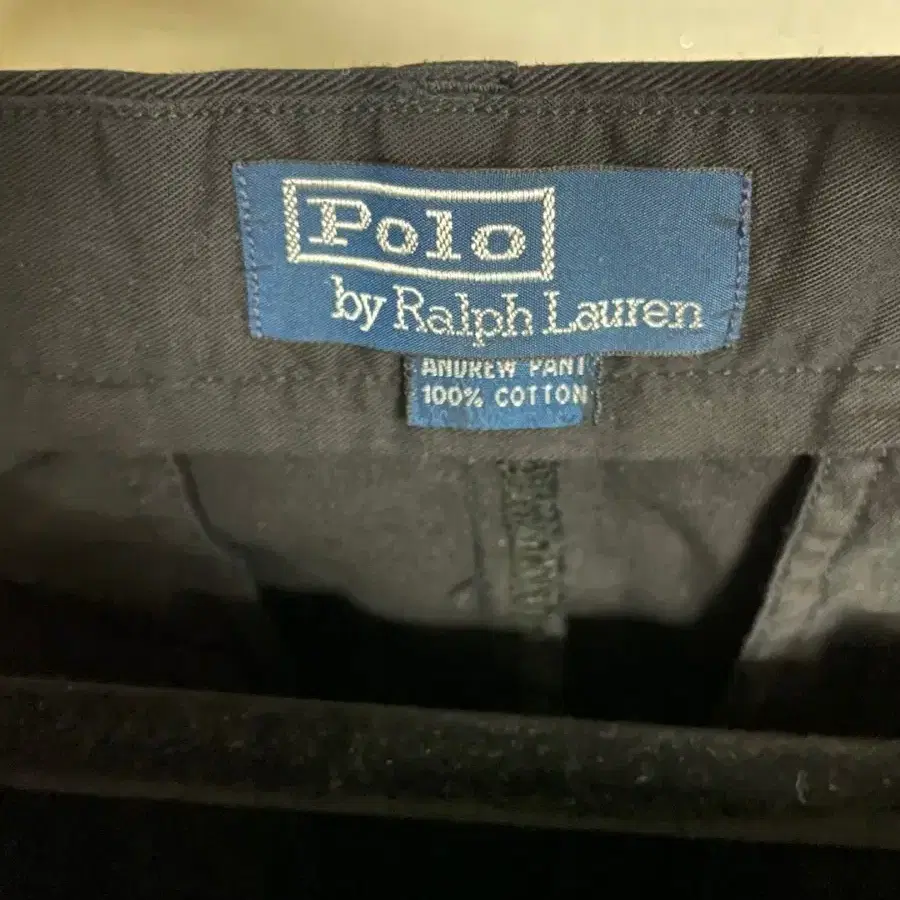 Polo
by Ralph Lauren
ANDREW PANT
100% COTTON